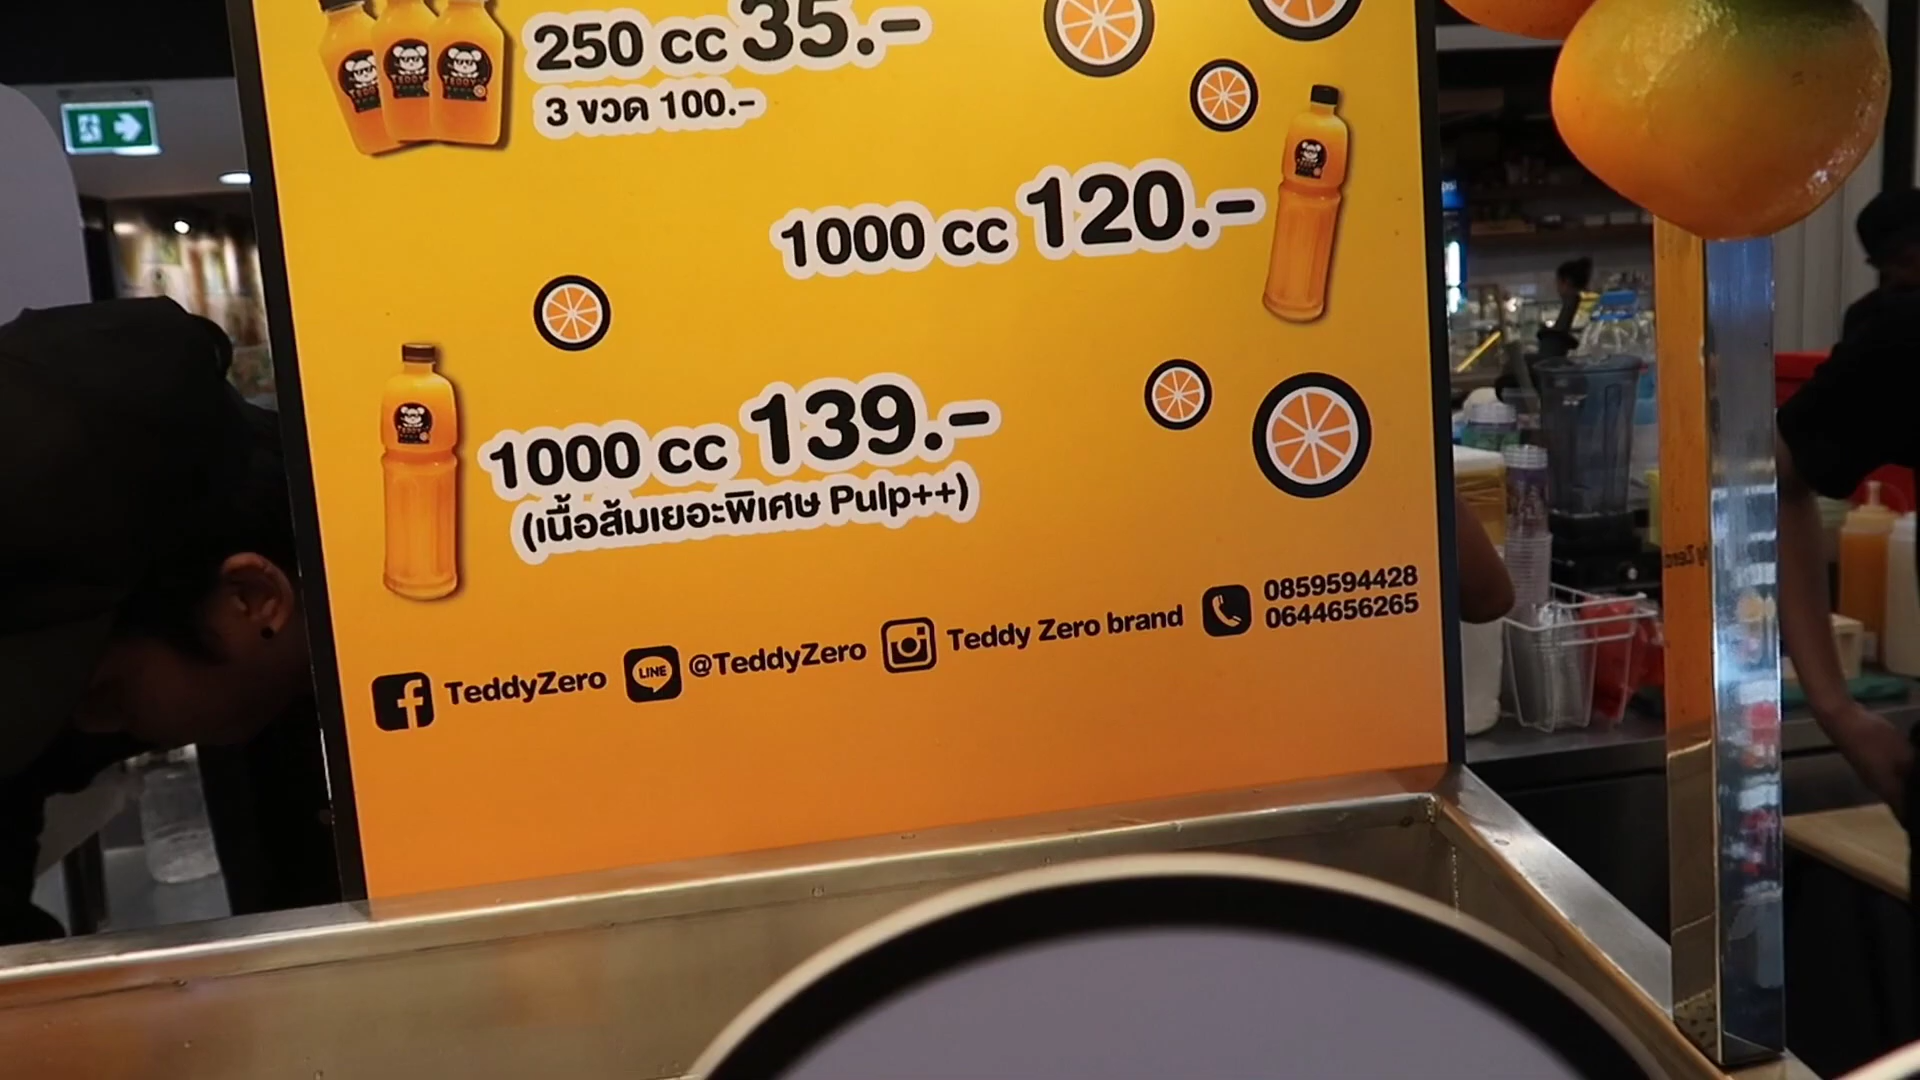 250 cc 35.-
3 ขวด 100.-
1000 cc 120.-
1000 cc 139.-
(เนื้อส้มเยอะพิเศษ Pulp++)
TeddyZero
LINE
@TeddyZero
Teddy Zero brand
0859594428
0644656265